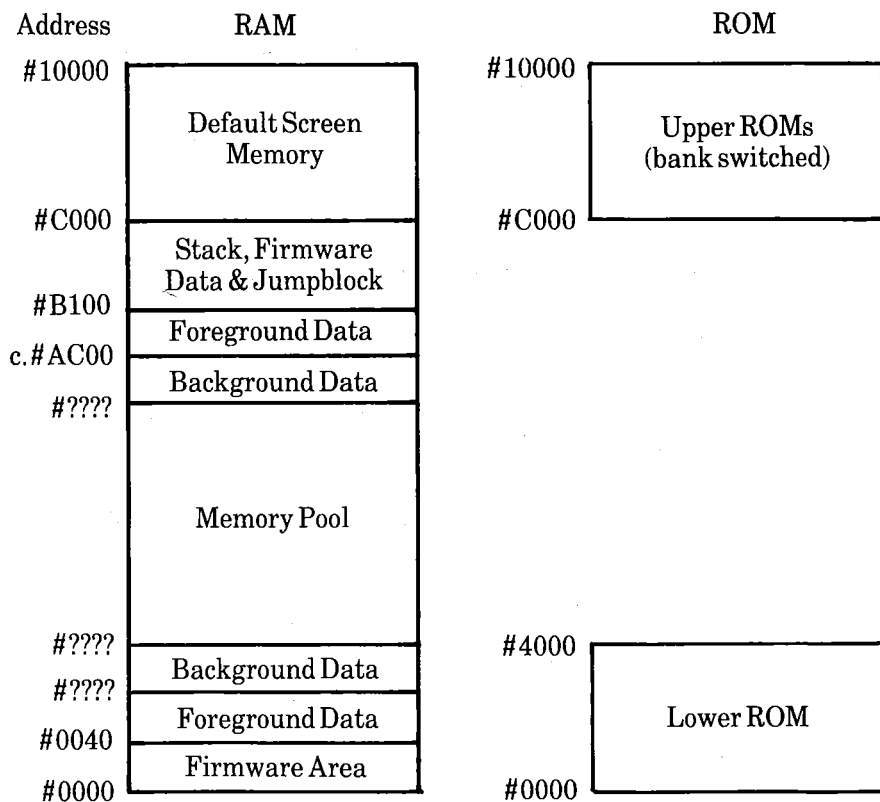 Address RAM ROM
#10000
Default Screen
Memory
#C000
Stack, Firmware
Data & Jumpblock
#B100
Foreground Data
c.#AC00
Background Data
#????
Memory Pool
#????
Background Data
#????
Foreground Data
#0040
Firmware Area
#0000
#10000
Upper ROMs
(bank switched)
#C000
#4000
Lower ROM
#0000